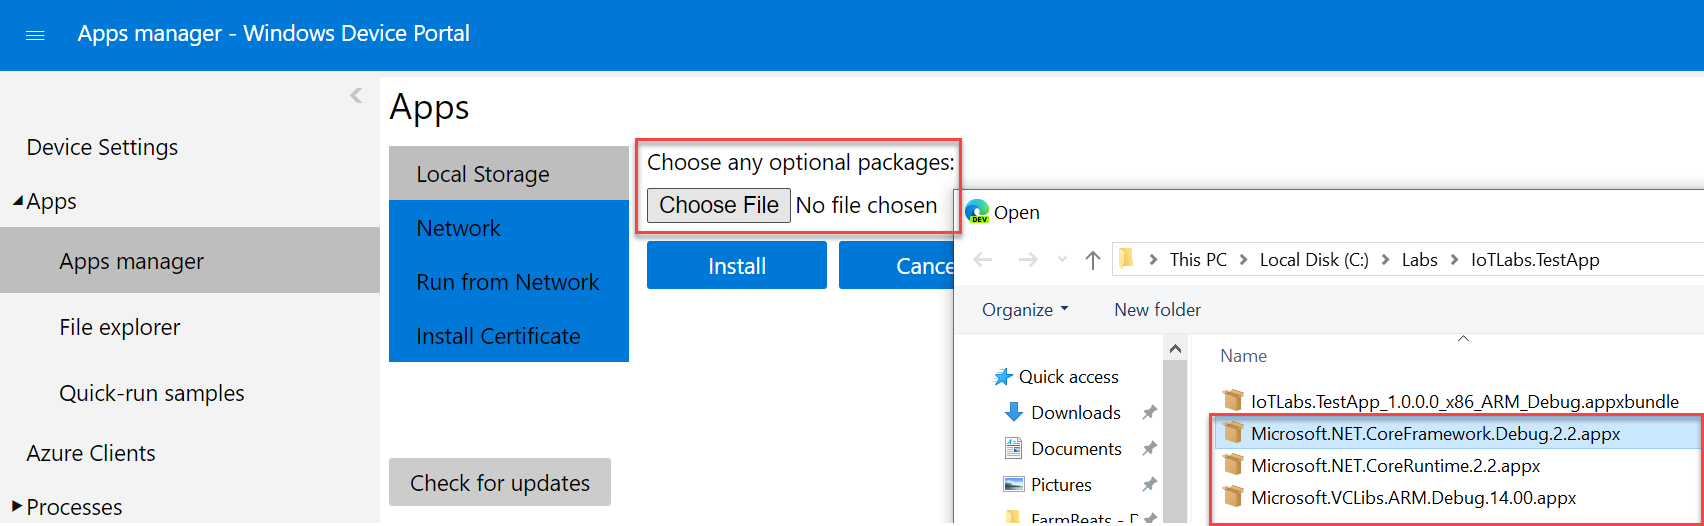 Apps manager - Windows Device Portal
Device Settings
Apps
Apps manager
File explorer
Quick-run samples
Azure Clients
Processes
Apps
Local Storage
Network
Run from Network
Install Certificate
Check for updates
Choose any optional packages:
Choose File No file chosen
Install
Cance
DEV
Open
This PC > Local Disk (C:) > Labs > IoTLabs.TestApp
Organize New folder
Quick access
Downloads
Documents
Pictures
FarmBeats - D
Name
IoTLabs.TestApp_1.0.0.0_x86_ARM_Debug.appxbundle
Microsoft.NET.CoreFramework.Debug.2.2.appx
Microsoft.NET.CoreRuntime.2.2.appx
Microsoft.VCLibs.ARM.Debug.14.00.appx